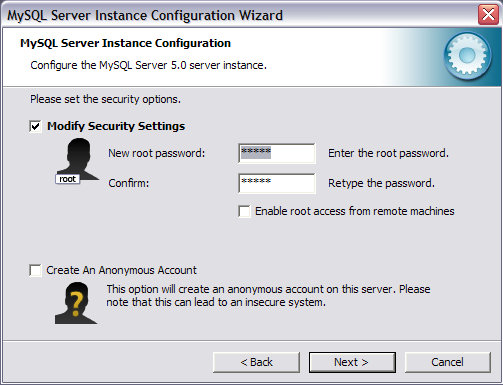 MySQL Server Instance Configuration Wizard
MySQL Server Instance Configuration
Configure the MySQL Server 5.0 server instance.
Please set the security options.
Modify Security Settings
New root password: ***** Enter the root password.
root
Confirm: ***** Retype the password.
Enable root access from remote machines
Create An Anonymous Account
This option will create an anonymous account on this server. Please
note that this can lead to an insecure system.
?
< Back Next > Cancel